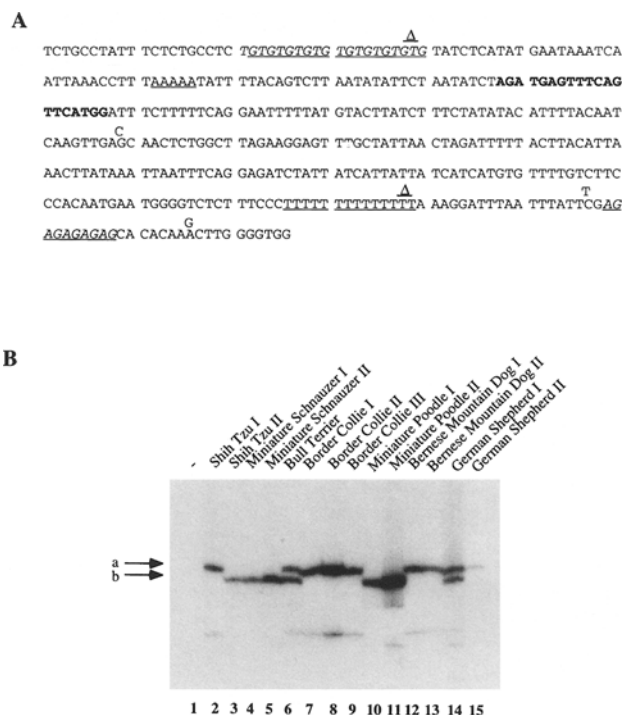 A
Δ
TCTGCCTATT TCTCTGCCTC TGTGTGTGTG TGTGTGTGTG TATCTCATAT GAATAAATCA
ATTAAACCTT TAAAAATATT TTACAGTCTT AATATATTCT AATATATCTAGA TGAGTTTCAG
TTCATGGATT TCTTTTTCAG GAATTTTTAT GTACTTATCT TTCTATATAC ATTTTACAAT
C
CAAGTTGAGC AACTCTGGCT TAGAAGGAGT TTGCTATTAA CTAGATTTTT ACTTACATTA
AACTTATAAA TTAATTTCAG GAGATCTATT ATCATTATTA TCATCATGTG TTTTGTCTTC
Δ T
CCACAATGAA TGGGGTCTCT TTCCCTTTTT TTTTTTTTTT AAAGGATTTAA TTTATTCGAG
G
AGAGAGAGCA CACAAACTTG GGGTGG
B
- Shih Tzu I Shih Tzu II Miniature Schnauzer I Miniature Schnauzer II Bull Terrier Border Collie I Border Collie II Border Collie III Miniature Poodle I Miniature Poodle II Bernese Mountain Dog I Bernese Mountain Dog II German Shepherd I German Shepherd II
a
b
1 2 3 4 5 6 7 8 9 10 11 12 13 14 15